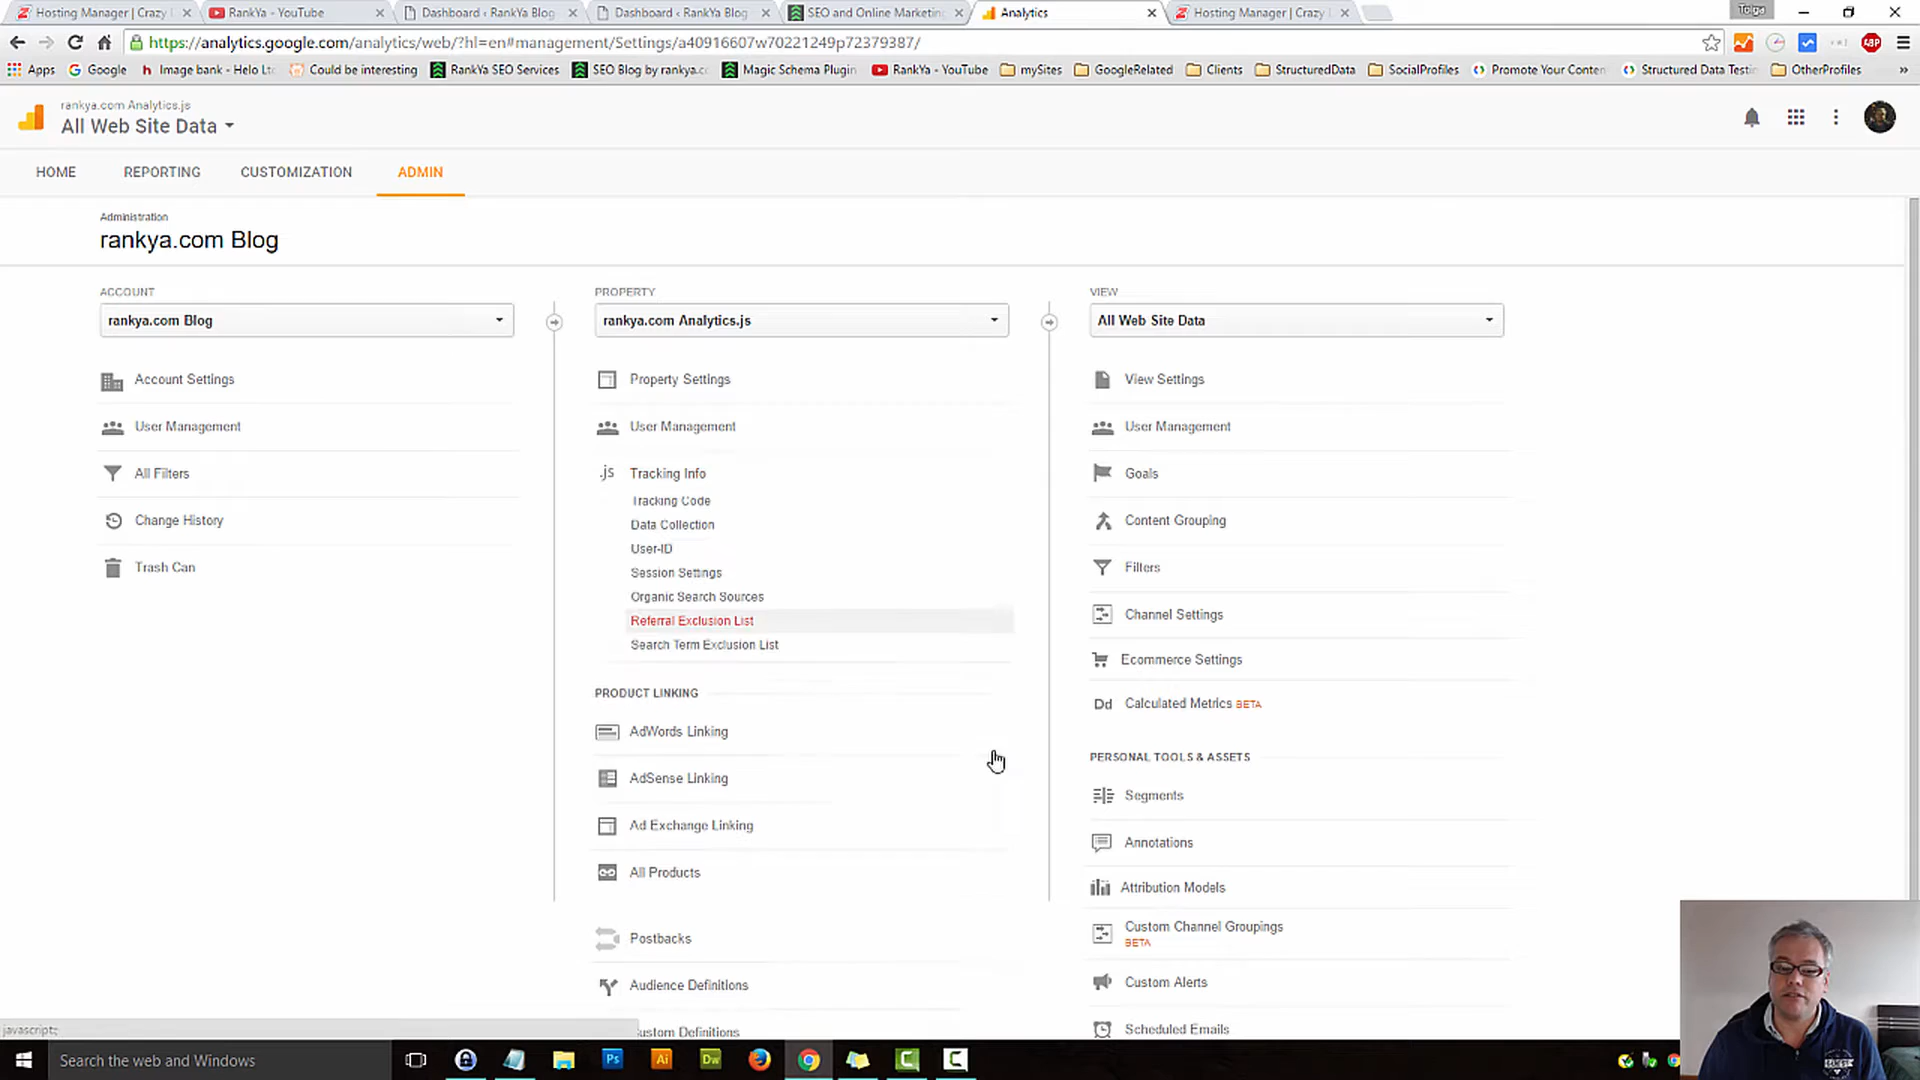 Hosting Manager | Crazy
RankYa - YouTube
Dashboard ‹ RankYa Blog
Dashboard ‹ RankYa Blog
SEO and Online Marketing
Analytics
Hosting Manager | Crazy
Tolga
https://analytics.google.com/analytics/web/?hl=en#management/Settings/a40916607w70221249p72379387/
ABP
Apps
Google
Image bank - Helo Lt
Could be interesting
RankYa SEO Services
SEO Blog by rankya.c
Magic Schema Plugin
RankYa - YouTube
mySites
GoogleRelated
Clients
StructuredData
SocialProfiles
Promote Your Conten
Structured Data Testi
OtherProfiles
»
rankya.com Analytics.js
All Web Site Data
HOME
REPORTING
CUSTOMIZATION
ADMIN
Administration
rankya.com Blog
ACCOUNT
rankya.com Blog
Account Settings
User Management
All Filters
Change History
Trash Can
PROPERTY
rankya.com Analytics.js
Property Settings
User Management
.js Tracking Info
Tracking Code
Data Collection
User-ID
Session Settings
Organic Search Sources
Referral Exclusion List
Search Term Exclusion List
PRODUCT LINKING
AdWords Linking
AdSense Linking
Ad Exchange Linking
All Products
Postbacks
Audience Definitions
Custom Definitions
VIEW
All Web Site Data
View Settings
User Management
Goals
Content Grouping
Filters
Channel Settings
Ecommerce Settings
Dd Calculated Metrics BETA
PERSONAL TOOLS & ASSETS
Segments
Annotations
Attribution Models
Custom Channel Groupings
BETA
Custom Alerts
Scheduled Emails
javascript:;
Search the web and Windows
Ps
Ai
Dw